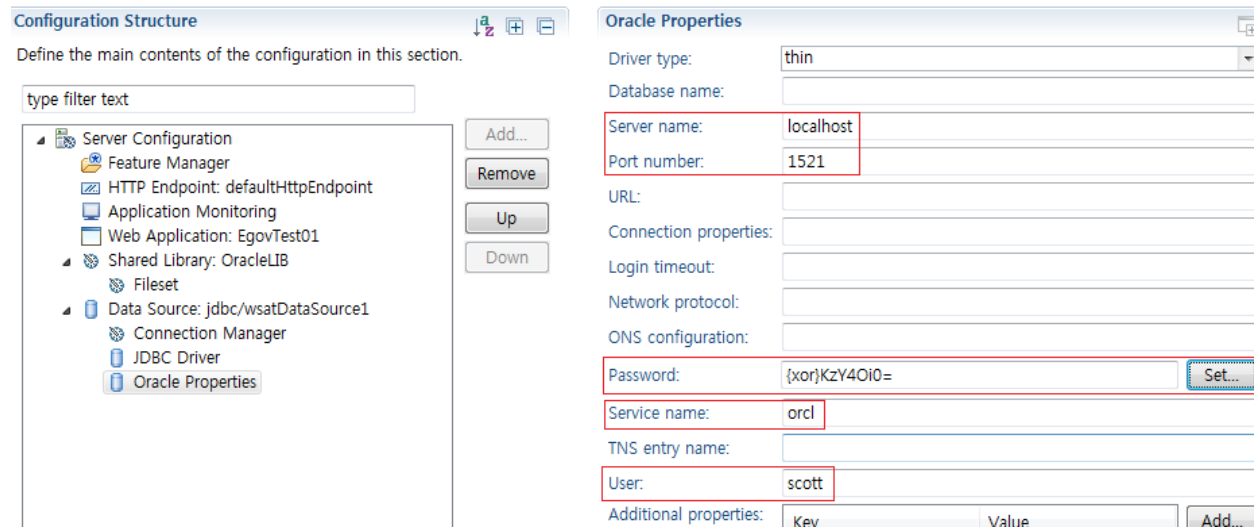 Configuration Structure
Define the main contents of the configuration in this section.
type filter text
Server Configuration
Feature Manager
HTTP Endpoint: defaultHttpEndpoint
Application Monitoring
Web Application: EgovTest01
Shared Library: OracleLIB
Fileset
Data Source: jdbc/wsatDataSource1
Connection Manager
JDBC Driver
Oracle Properties
Add...
Remove
Up
Down
Oracle Properties
Driver type: thin
Database name:
Server name: localhost
Port number: 1521
URL:
Connection properties:
Login timeout:
Network protocol:
ONS configuration:
Password: {xor}KzY4Oi0= Set...
Service name: orcl
TNS entry name:
User: scott
Additional properties: Key Value Add...